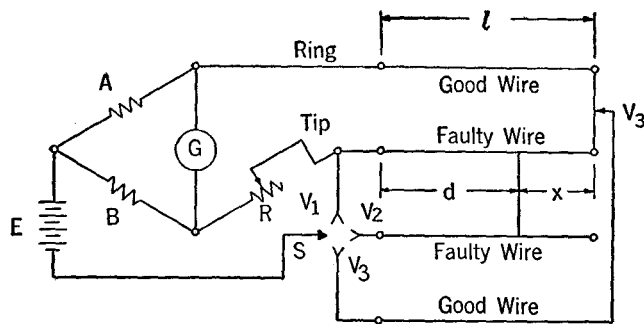 l
Ring
Good Wire
A
V3
Tip
Faulty Wire
G
d
x
B
R
V1
V2
E
S
V3
Faulty Wire
Good Wire